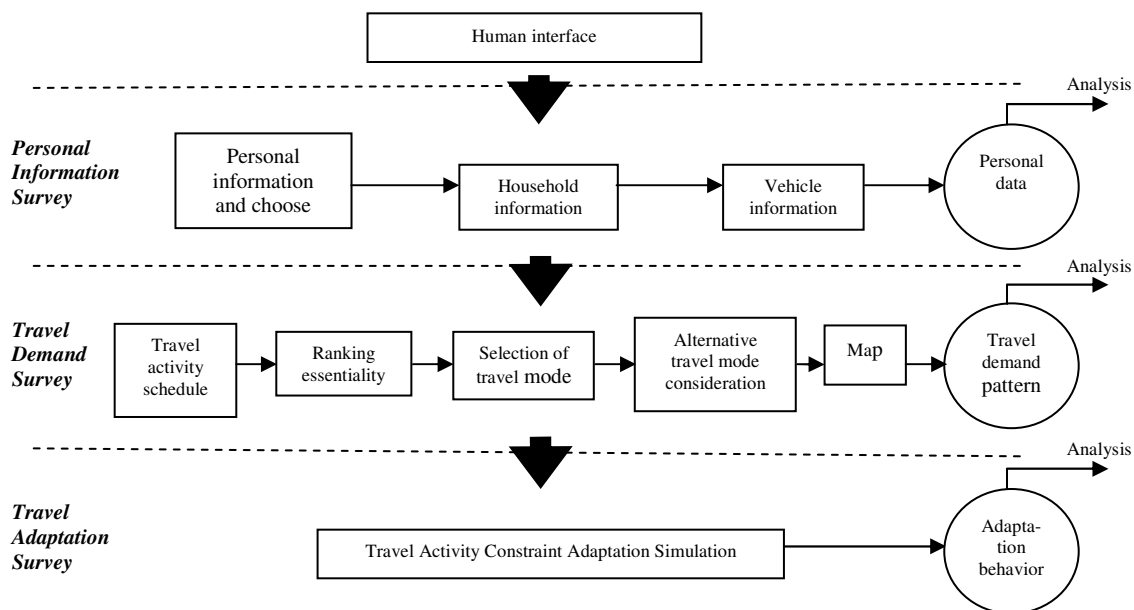 Human interface
Analysis
Personal
Information
Survey
Personal
information
and choose
Household
information
Vehicle
information
Personal
data
Analysis
Travel
Demand
Survey
Travel
activity
schedule
Ranking
essentiality
Selection of
travel mode
Alternative
travel mode
consideration
Map
Travel
demand
pattern
Analysis
Travel
Adaptation
Survey
Travel Activity Constraint Adaptation Simulation
Adapta-
tion
behavior